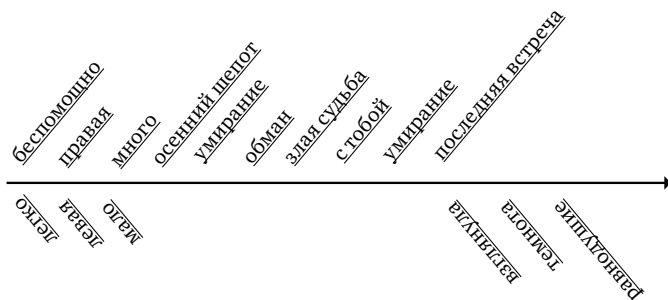 беспомощно
правая
много
осенний шепот
умирание
обман
злая судьба
с тобой
умирание
последняя встреча
легко
левая
мало
взглянула
темнота
равнодушие